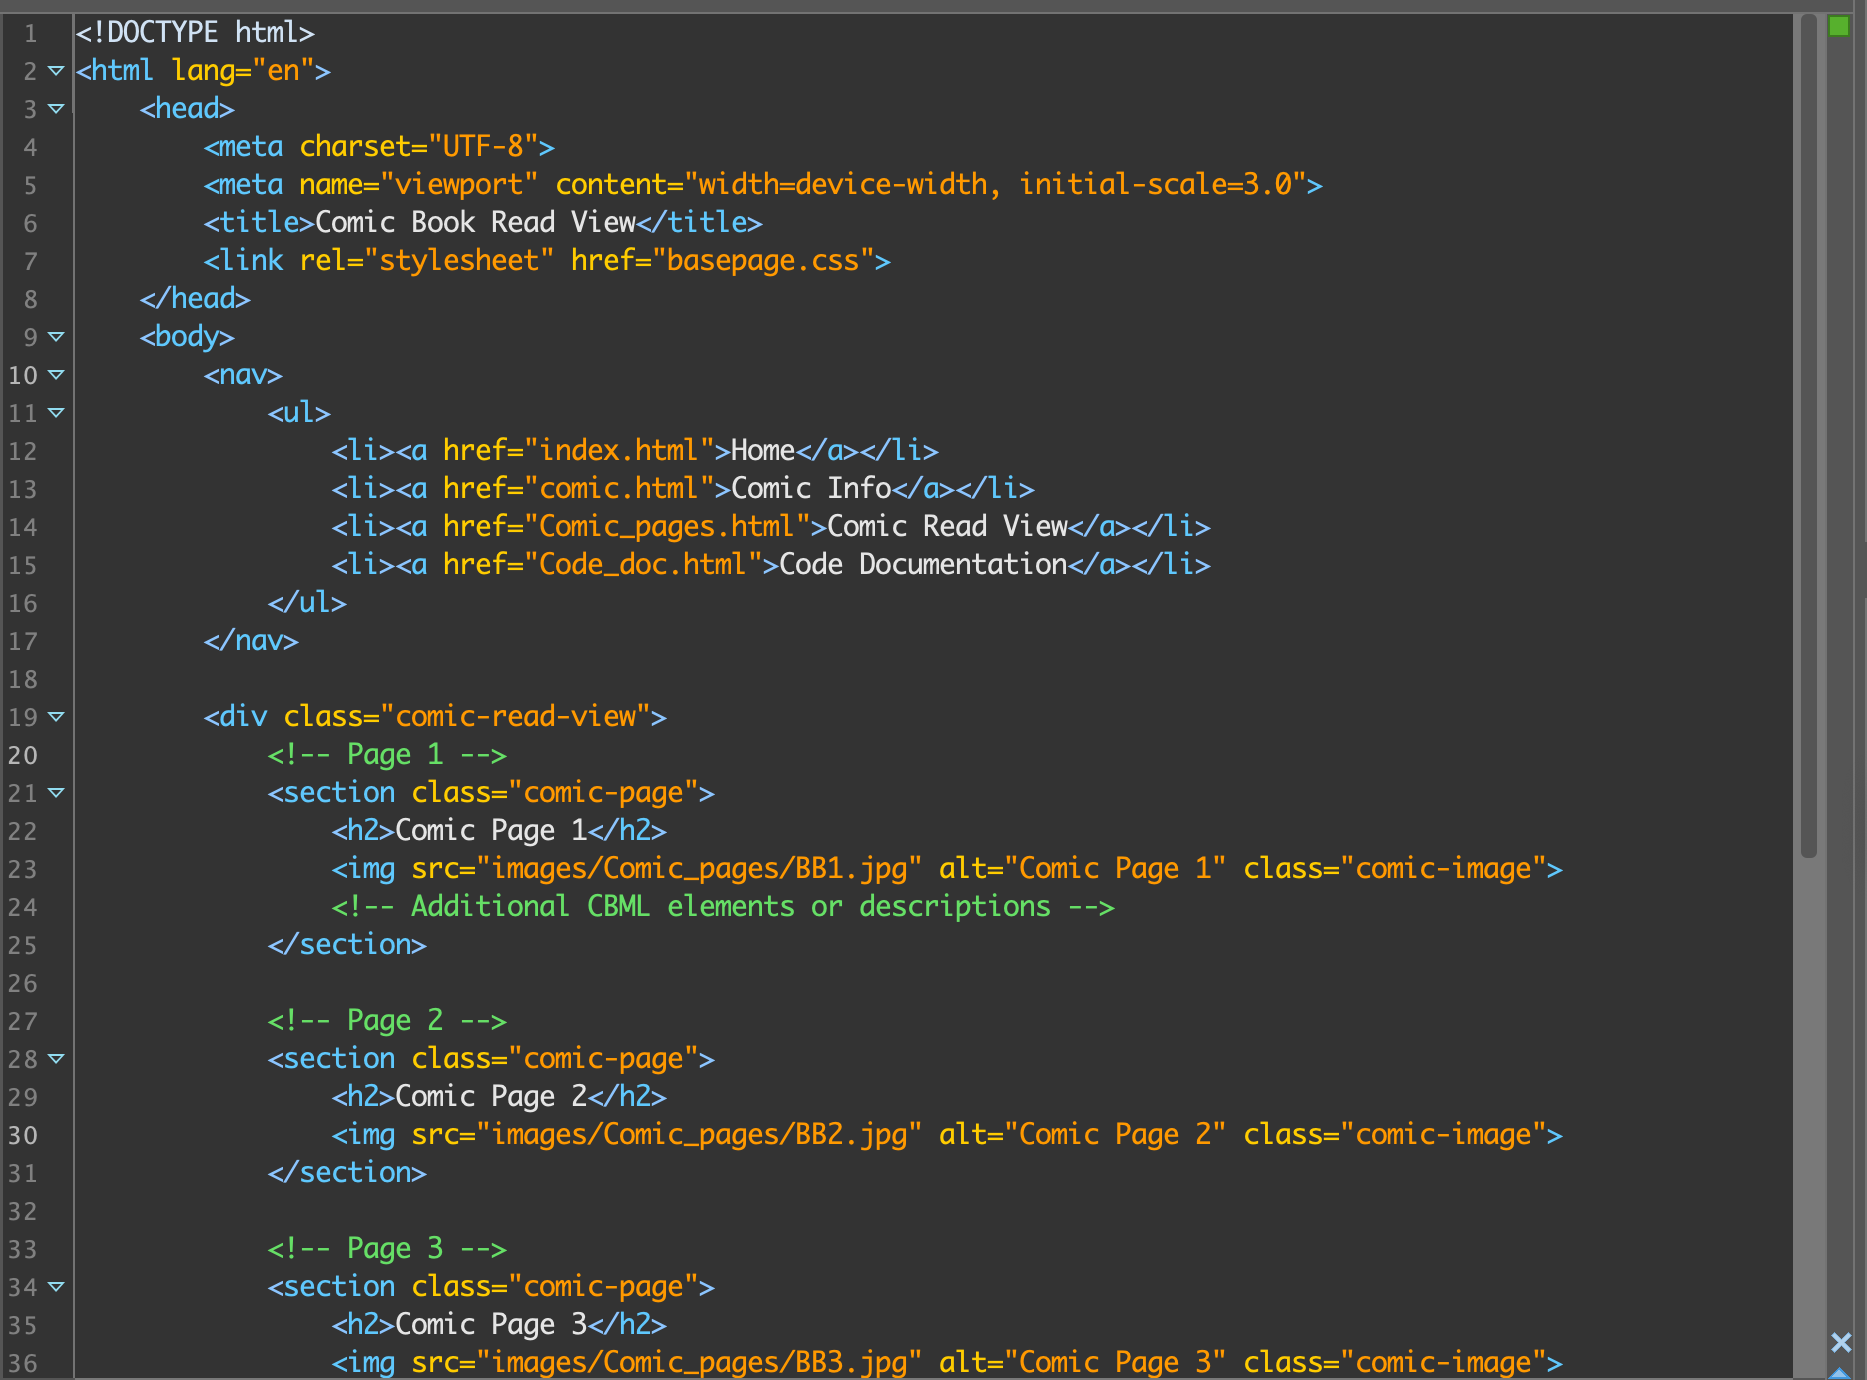 1 <!DOCTYPE html>
2 <html lang="en">
3     <head>
4         <meta charset="UTF-8">
5         <meta name="viewport" content="width=device-width, initial-scale=3.0">
6         <title>Comic Book Read View</title>
7         <link rel="stylesheet" href="basepage.css">
8     </head>
9     <body>
10         <nav>
11             <ul>
12                 <li><a href="index.html">Home</a></li>
13                 <li><a href="comic.html">Comic Info</a></li>
14                 <li><a href="Comic_pages.html">Comic Read View</a></li>
15                 <li><a href="Code_doc.html">Code Documentation</a></li>
16             </ul>
17         </nav>
18
19         <div class="comic-read-view">
20             <!-- Page 1 -->
21             <section class="comic-page">
22                 <h2>Comic Page 1</h2>
23                 <img src="images/Comic_pages/BB1.jpg" alt="Comic Page 1" class="comic-image">
24                 <!-- Additional CBML elements or descriptions -->
25             </section>
26
27             <!-- Page 2 -->
28             <section class="comic-page">
29                 <h2>Comic Page 2</h2>
30                 <img src="images/Comic_pages/BB2.jpg" alt="Comic Page 2" class="comic-image">
31             </section>
32
33             <!-- Page 3 -->
34             <section class="comic-page">
35                 <h2>Comic Page 3</h2>
36                 <img src="images/Comic_pages/BB3.jpg" alt="Comic Page 3" class="comic-image">